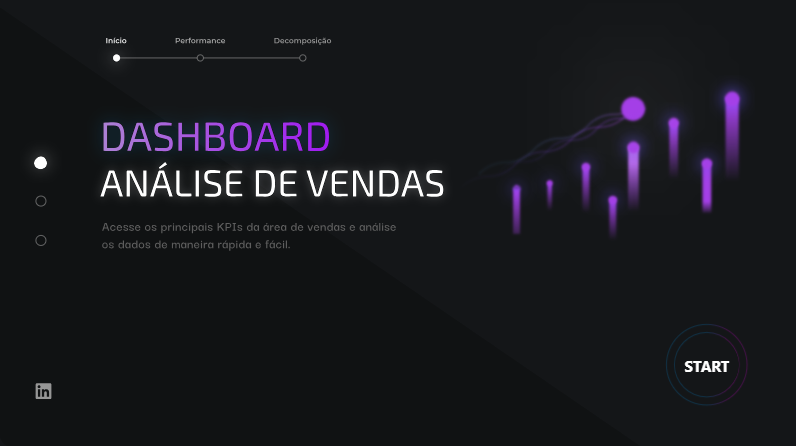 Início Performance Decomposição
DASHBOARD
ANÁLISE DE VENDAS
Acesse os principais KPIs da área de vendas e análise
os dados de maneira rápida e fácil.
START
in